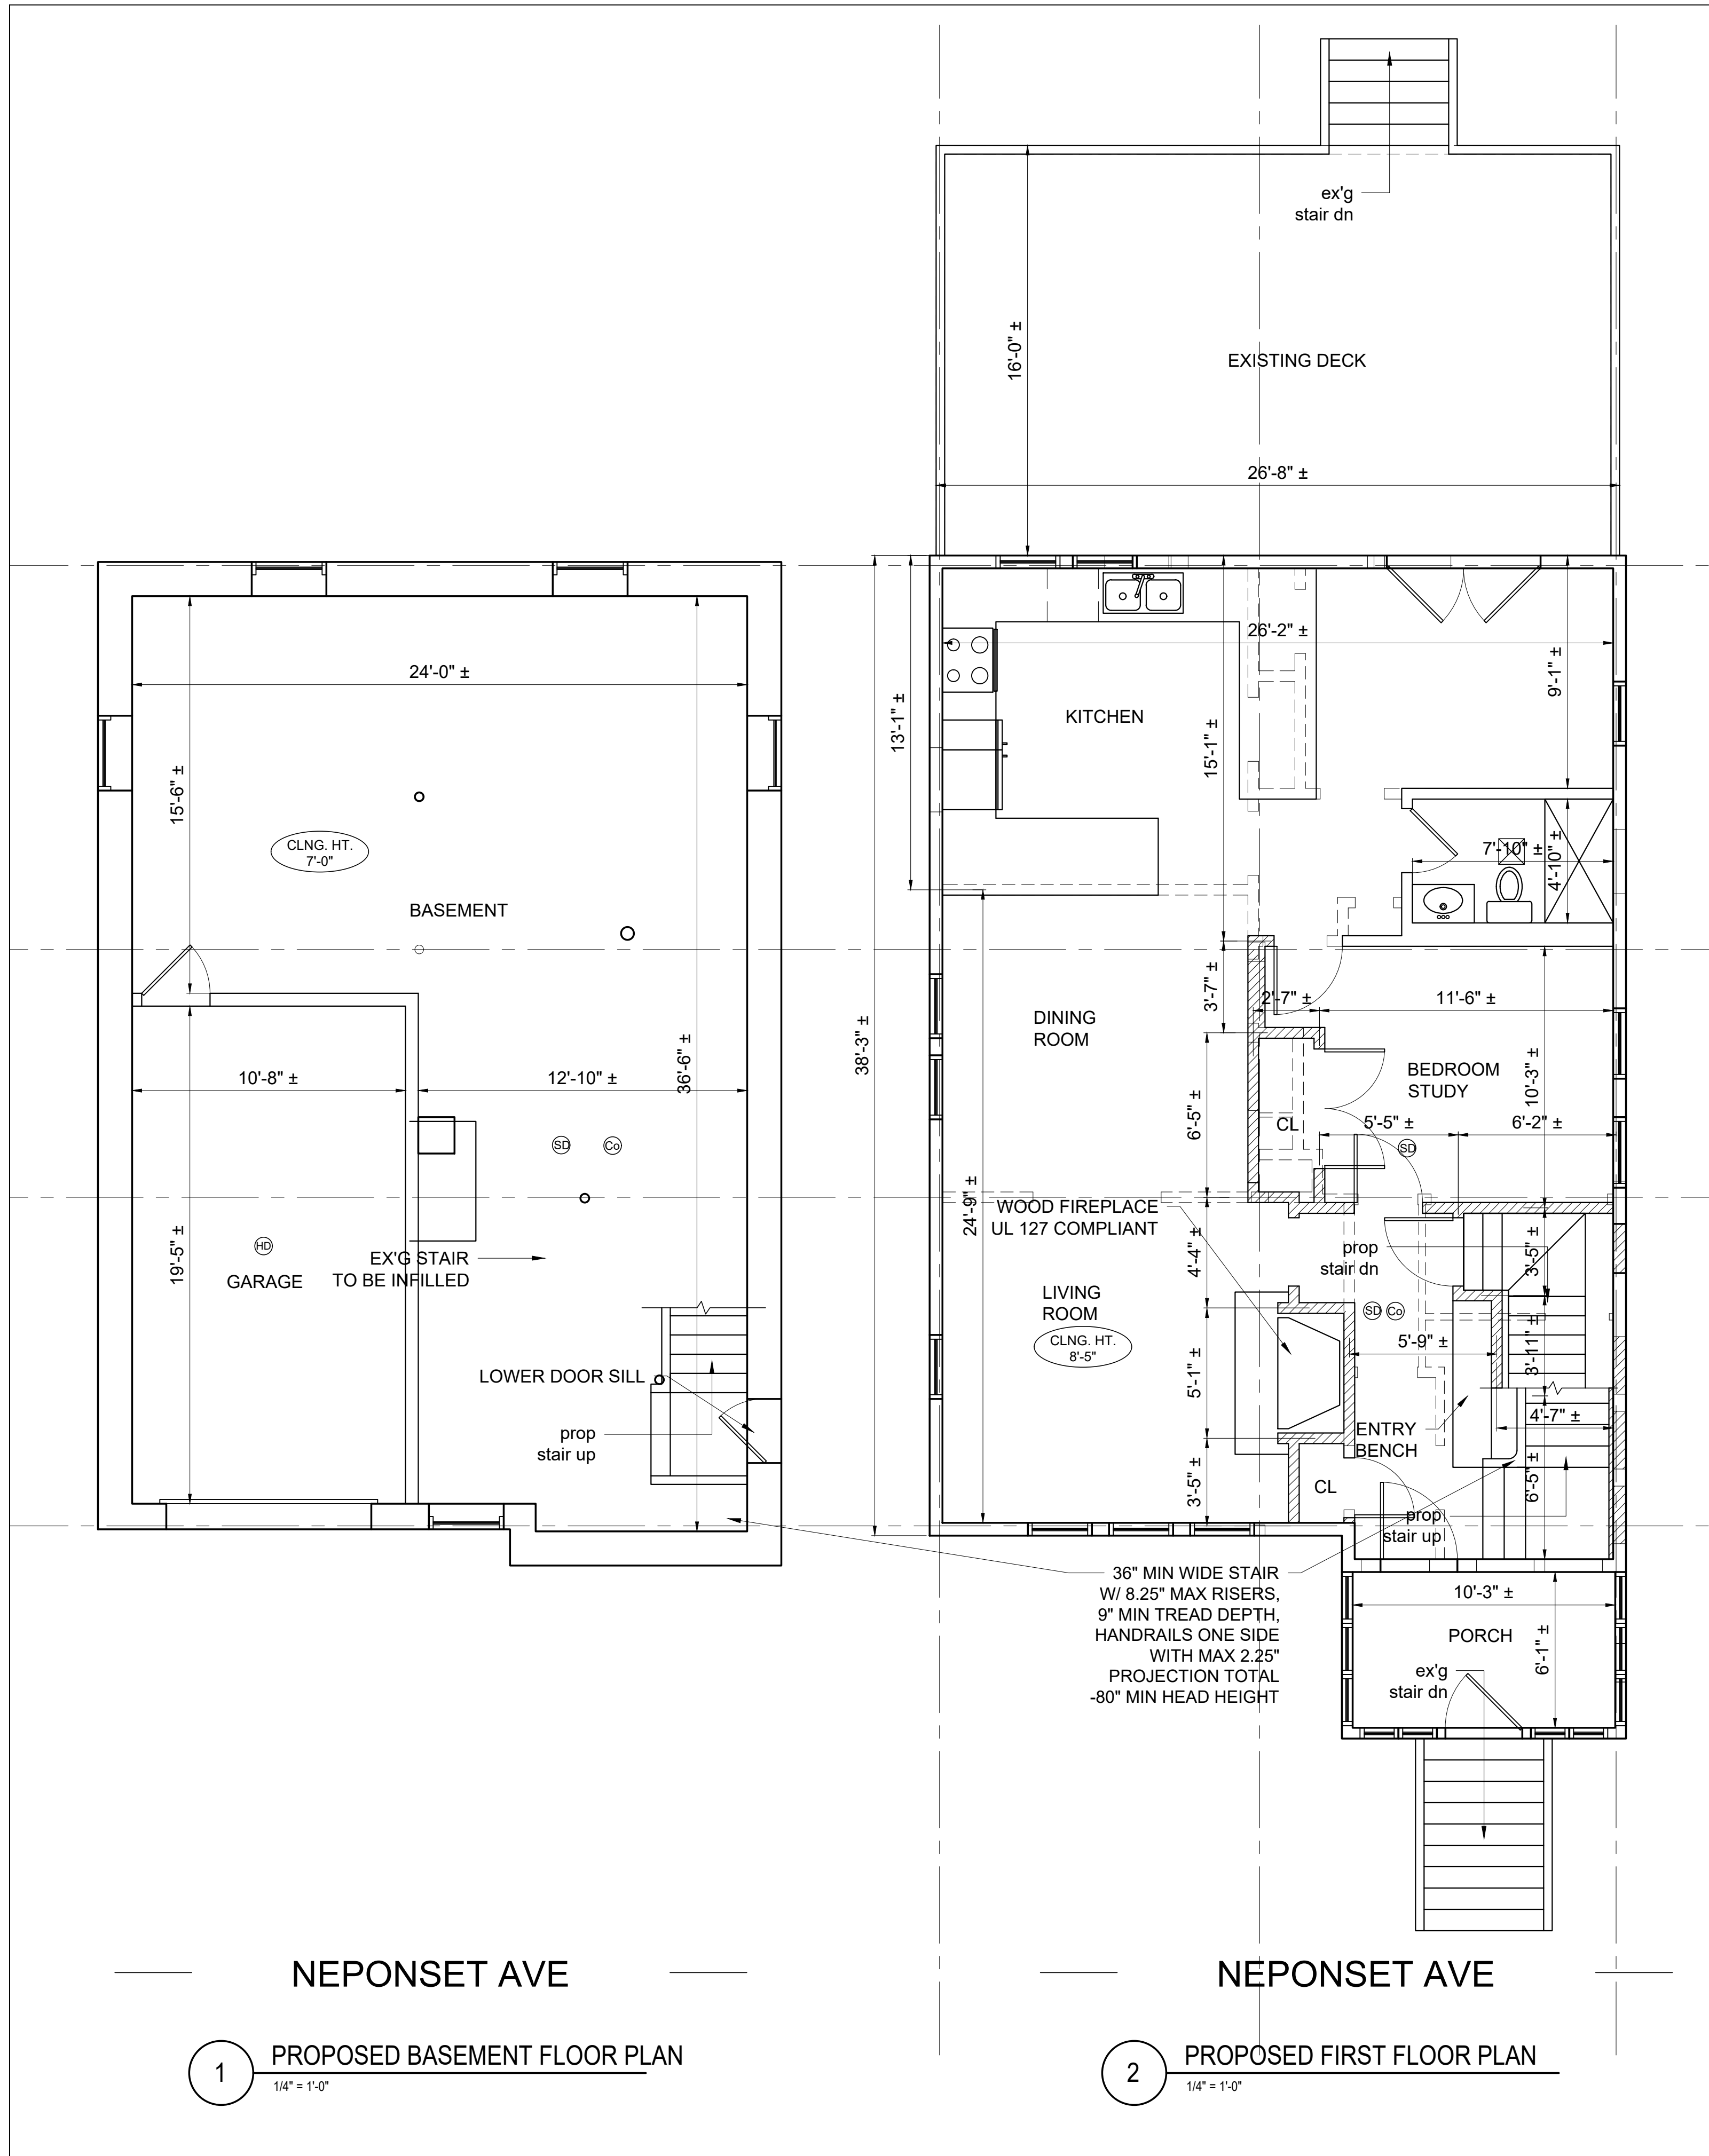 ex'g
stair dn
16'-0" ±
EXISTING DECK
26'-8" ±
24'-0" ±
15'-6" ±
CLNG. HT.
7'-0"
BASEMENT
36'-6" ±
10'-8" ±
12'-10" ±
SD
Co
19'-5" ±
HD
GARAGE
EX'G STAIR
TO BE INFILLED
LOWER DOOR SILL
prop
stair up
38'-3" ±
13'-1" ±
26'-2" ±
KITCHEN
15'-1" ±
9'-1" ±
7'-10" ±
4'-10" ±
DINING
ROOM
3'-7" ±
2'-7" ±
11'-6" ±
BEDROOM
STUDY
10'-3" ±
6'-5" ±
CL
5'-5" ±
6'-2" ±
SD
24'-9" ±
WOOD FIREPLACE
UL 127 COMPLIANT
4'-4" ±
prop
stair dn
3'-5" ±
LIVING
ROOM
CLNG. HT.
8'-5"
SD
Co
5'-9" ±
3'-11" ±
5'-1" ±
4'-7" ±
ENTRY
BENCH
3'-5" ±
CL
6'-5" ±
prop
stair up
36" MIN WIDE STAIR
W/ 8.25" MAX RISERS,
9" MIN TREAD DEPTH,
HANDRAILS ONE SIDE
WITH MAX 2.25"
PROJECTION TOTAL
-80" MIN HEAD HEIGHT
10'-3" ±
PORCH
6'-1" ±
ex'g
stair dn
NEPONSET AVE
NEPONSET AVE
1
PROPOSED BASEMENT FLOOR PLAN
1/4" = 1'-0"
2
PROPOSED FIRST FLOOR PLAN
1/4" = 1'-0"